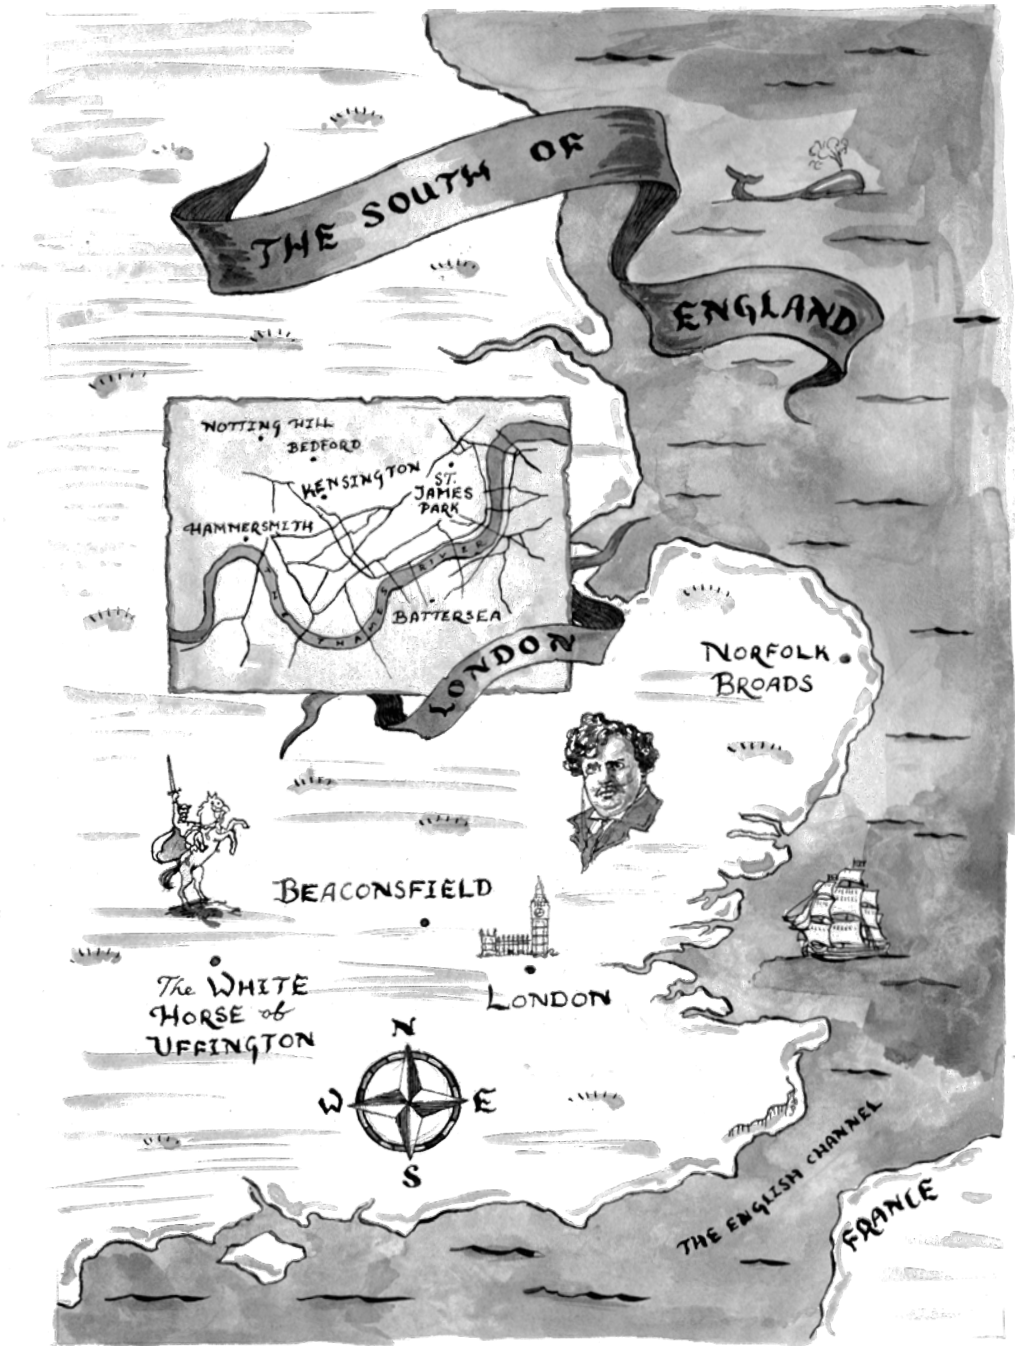 THE SOUTH OF
ENGLAND
NOTTING HILL
BEDFORD
KENSINGTON
ST.
JAMES
PARK
HAMMERSMITH
THE THAMES RIVER
BATTERSEA
LONDON
NORFOLK
BROADS
BEACONSFIELD
The WHITE
HORSE of
UFFINGTON
LONDON
N
W
E
S
THE ENGLISH CHANNEL
FRANCE